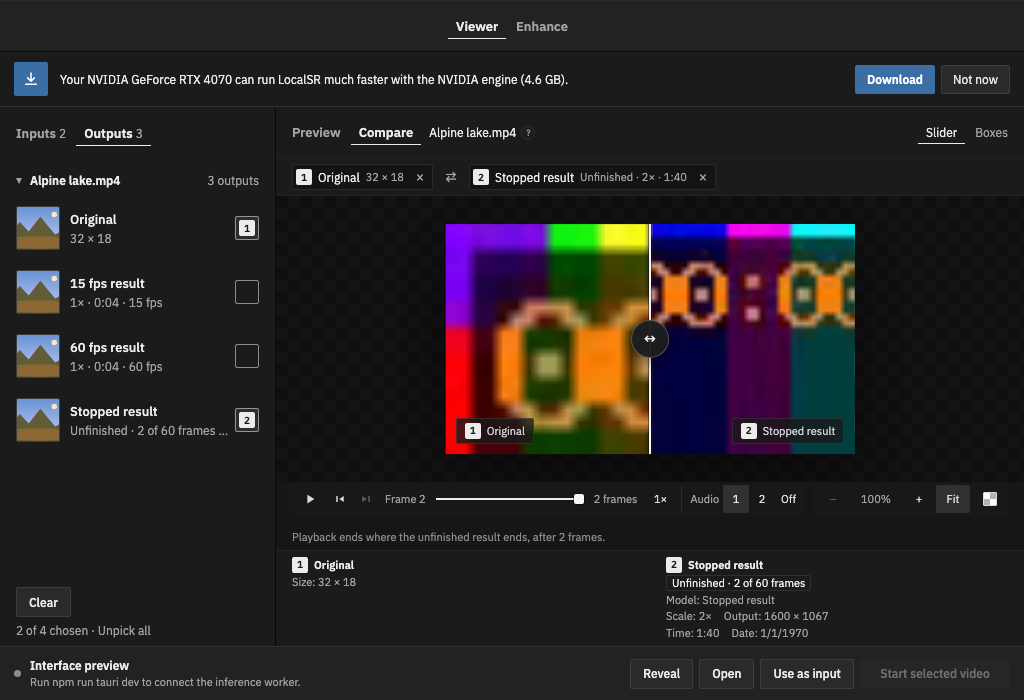 Viewer Enhance
Your NVIDIA GeForce RTX 4070 can run LocalSR much faster with the NVIDIA engine (4.6 GB). Download Not now
Inputs 2 Outputs 3
Preview Compare Alpine lake.mp4 ? Slider Boxes
Alpine lake.mp4 3 outputs
1 Original 32 × 18 × 2 Stopped result Unfinished · 2× · 1:40 ×
Original 1
32 × 18
15 fps result
1× · 0:04 · 15 fps
60 fps result
1× · 0:04 · 60 fps
Stopped result 2
Unfinished · 2 of 60 frames ...
1 Original 2 Stopped result
Frame 2 2 frames 1× Audio 1 2 Off − 100% + Fit
Playback ends where the unfinished result ends, after 2 frames.
1 Original
Size: 32 × 18
2 Stopped result
Unfinished · 2 of 60 frames
Model: Stopped result
Scale: 2× Output: 1600 × 1067
Time: 1:40 Date: 1/1/1970
Clear
2 of 4 chosen · Unpick all
Interface preview
Run npm run tauri dev to connect the inference worker.
Reveal Open Use as input Start selected video